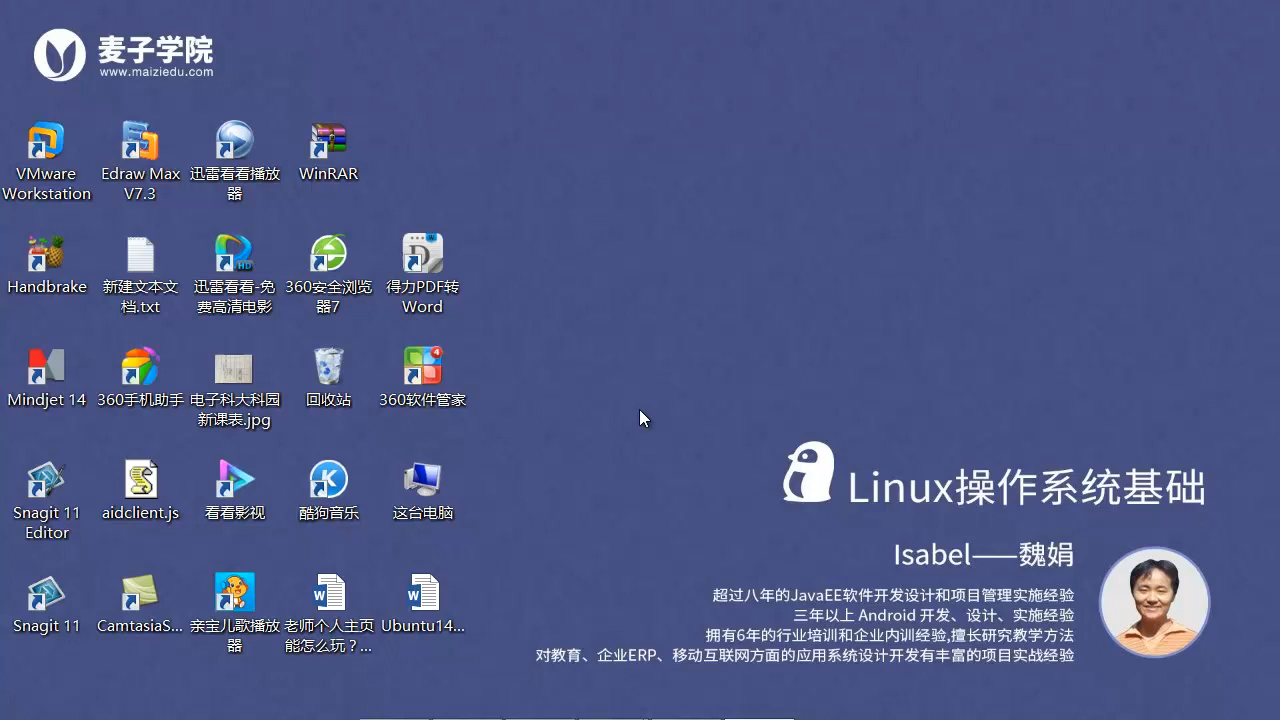 麦子学院
www.maiziedu.com
VMware
Workstation
Edraw Max
V7.3
迅雷看看播放
器
WinRAR
Handbrake
新建文本文
档.txt
迅雷看看-免
费高清电影
HD
360安全浏览
器7
得力PDF转
Word
Mindjet 14
360手机助手
电子科大科园
新课表.jpg
回收站
4
360软件管家
Snagit 11
Editor
aidclient.js
看看影视
K
酷狗音乐
这台电脑
Snagit 11
CamtasiaS...
亲宝儿歌播放
器
老师个人主页
能怎么玩？...
Ubuntu14...
Linux操作系统基础
Isabel——魏娟
超过八年的JavaEE软件开发设计和项目管理实施经验
三年以上 Android 开发、设计、实施经验
拥有6年的行业培训和企业内训经验,擅长研究教学方法
对教育、企业ERP、移动互联网方面的应用系统设计开发有丰富的项目实战经验